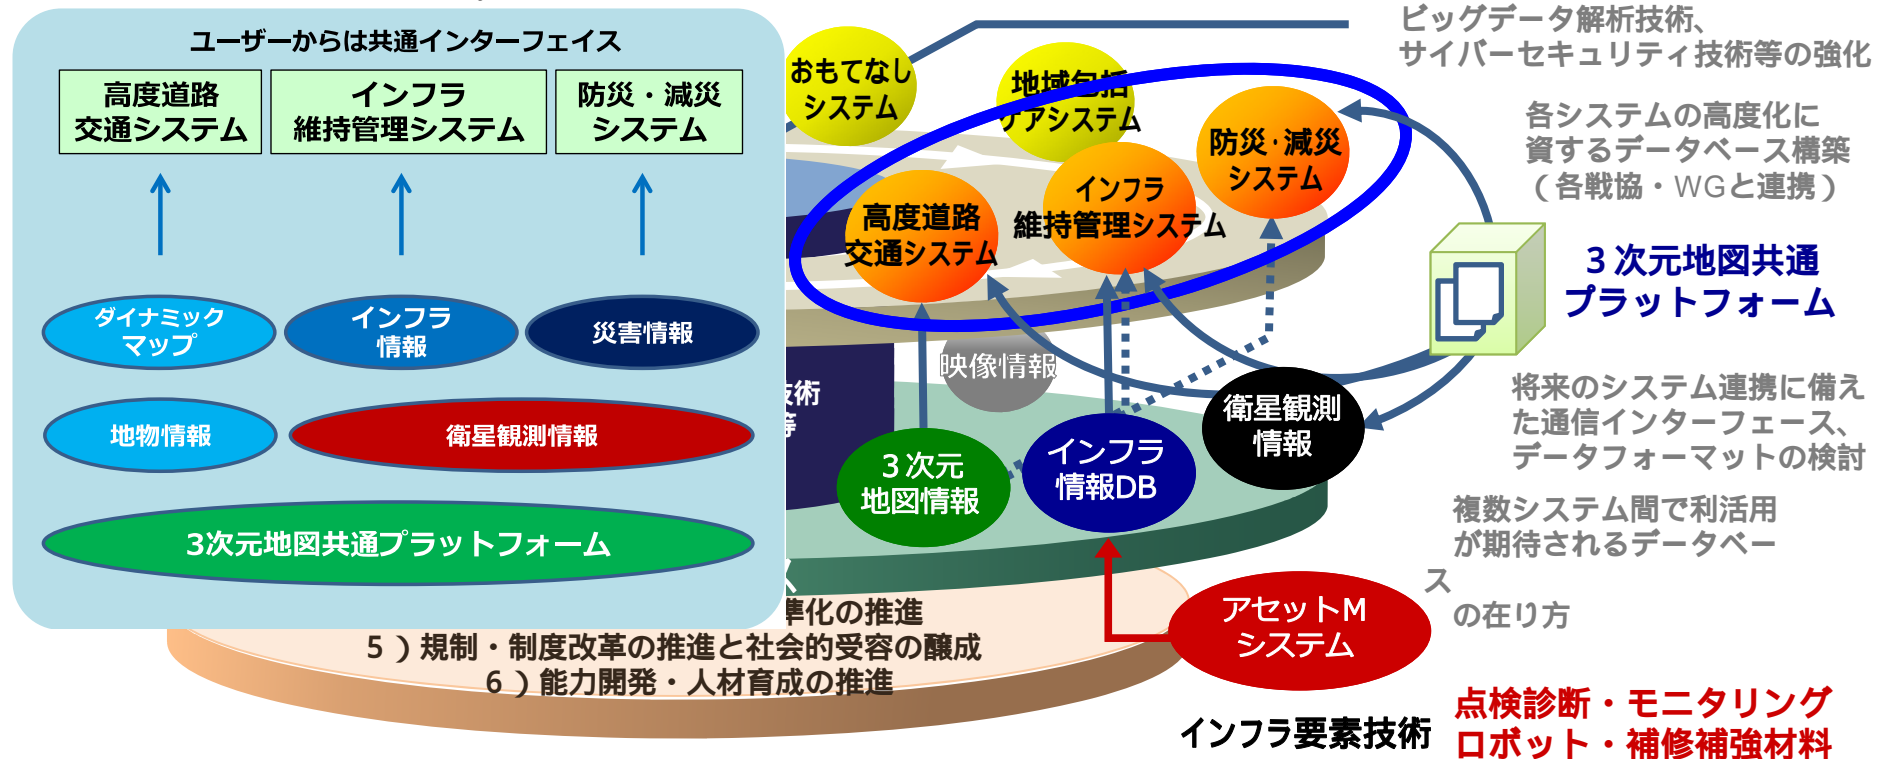 ユーザーからは共通インターフェイス
高度道路
交通システム
インフラ
維持管理システム
防災・減災
システム
ダイナミック
マップ
インフラ
情報
災害情報
地物情報
衛星観測情報
3次元地図共通プラットフォーム
おもてなし
システム
地域包括
ケアシステム
防災・減災
システム
インフラ
維持管理システム
高度道路
交通システム
映像情報
技術
等
3次元
地図情報
インフラ
情報DB
衛星観測
情報
アセットM
システム
準化の推進
5）規制・制度改革の推進と社会的受容の醸成
6）能力開発・人材育成の推進
ビッグデータ解析技術、
サイバーセキュリティ技術等の強化
各システムの高度化に
資するデータベース構築
（各戦協・WGと連携）
3次元地図共通
プラットフォーム
将来のシステム連携に備え
た通信インターフェース、
データフォーマットの検討
複数システム間で利活用
が期待されるデータベー
ス
の在り方
インフラ要素技術
点検診断・モニタリング
ロボット・補修補強材料